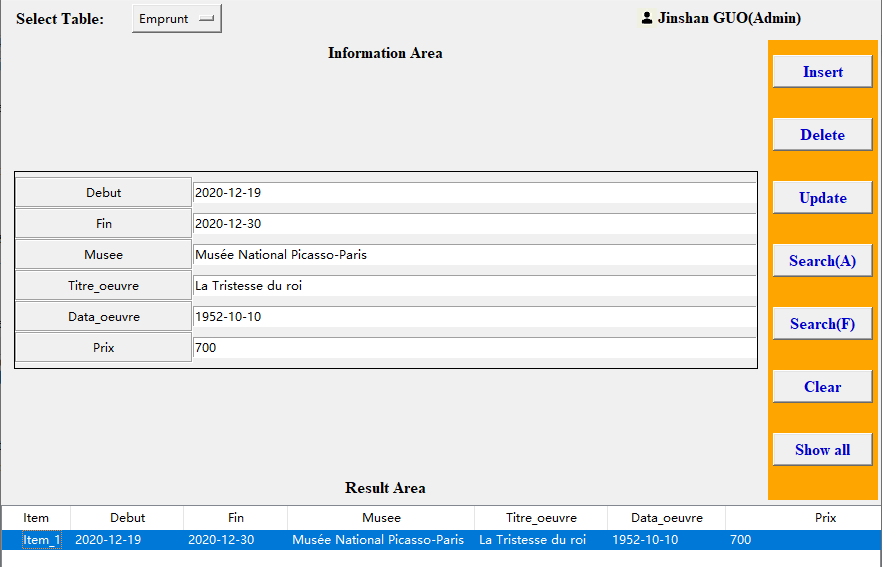 Select Table: Emprunt Jinshan GUO(Admin)
Information Area
Insert
Delete
Update
Search(A)
Search(F)
Clear
Show all
Debut 2020-12-19
Fin 2020-12-30
Musee Musée National Picasso-Paris
Titre_oeuvre La Tristesse du roi
Data_oeuvre 1952-10-10
Prix 700
Result Area
Item Debut Fin Musee Titre_oeuvre Data_oeuvre Prix
Item_1 2020-12-19 2020-12-30 Musée National Picasso-Paris La Tristesse du roi 1952-10-10 700